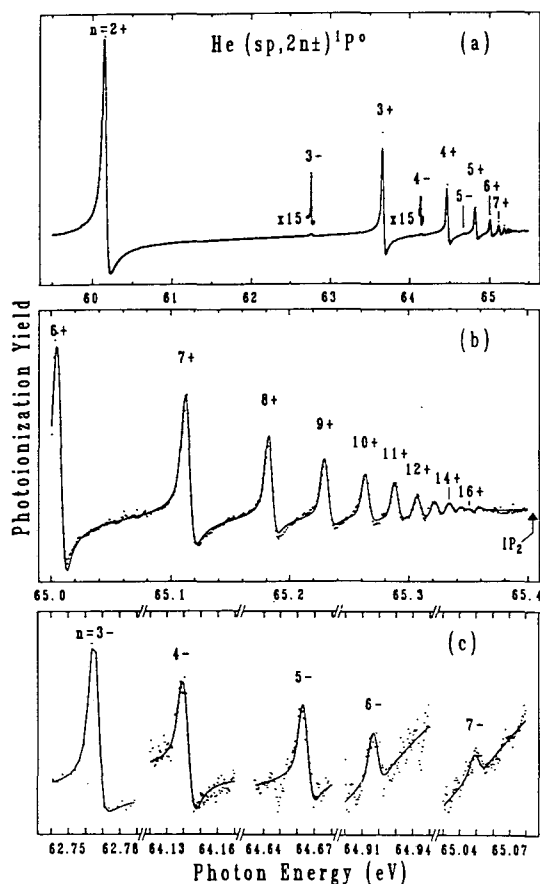 He (sp,2n±)¹P⁰ (a)
n=2+
3-
3+
4-
4+
5-
5+
6+
7+
x15
x15
60 61 62 63 64 65
Photoionization Yield
(b)
6+
7+
8+
9+
10+
11+
12+
14+
16+
IP₂
65.0 65.1 65.2 65.3 65.4
(c)
n=3-
4-
5-
6-
7-
62.75 62.78 64.13 64.16 64.64 64.67 64.91 64.94 65.04 65.07
Photon Energy (eV)